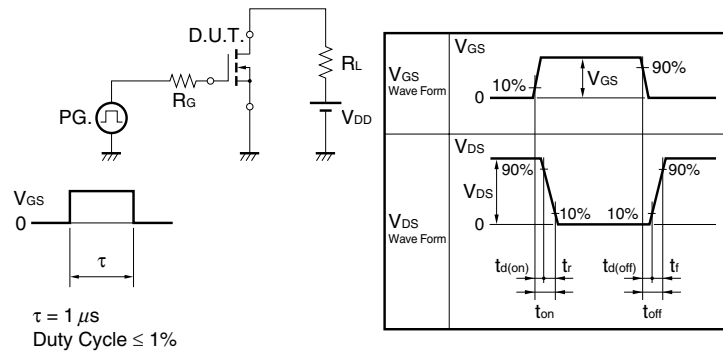 D.U.T.
RL
RG
PG.
VDD
VGS
0
τ
τ = 1 μs
Duty Cycle ≤ 1%
VGS
Wave Form
VGS
10%
VGS
90%
0
VDS
Wave Form
VDS
90%
90%
VDS
10%
10%
0
td(on)
tr
td(off)
tf
ton
toff